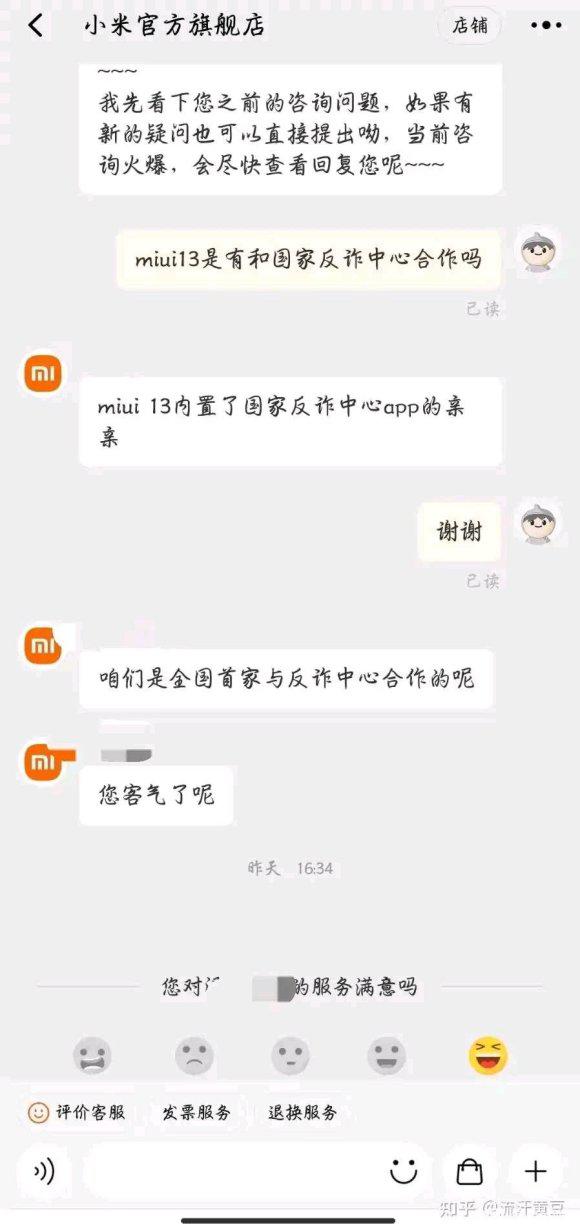 小米官方旗舰店
店铺
~~~
我先看下您之前的咨询问题，如果有
新的疑问也可以直接提出呦，当前咨
询火爆，会尽快查看回复您呢~~~
miui13是有和国家反诈中心合作吗
已读
miui 13内置了国家反诈中心app的亲
亲
谢谢
已读
咱们是全国首家与反诈中心合作的呢
您客气了呢
昨天 16:34
您对
的服务满意吗
评价客服
发票服务
退换服务
知乎 @流汗黄豆